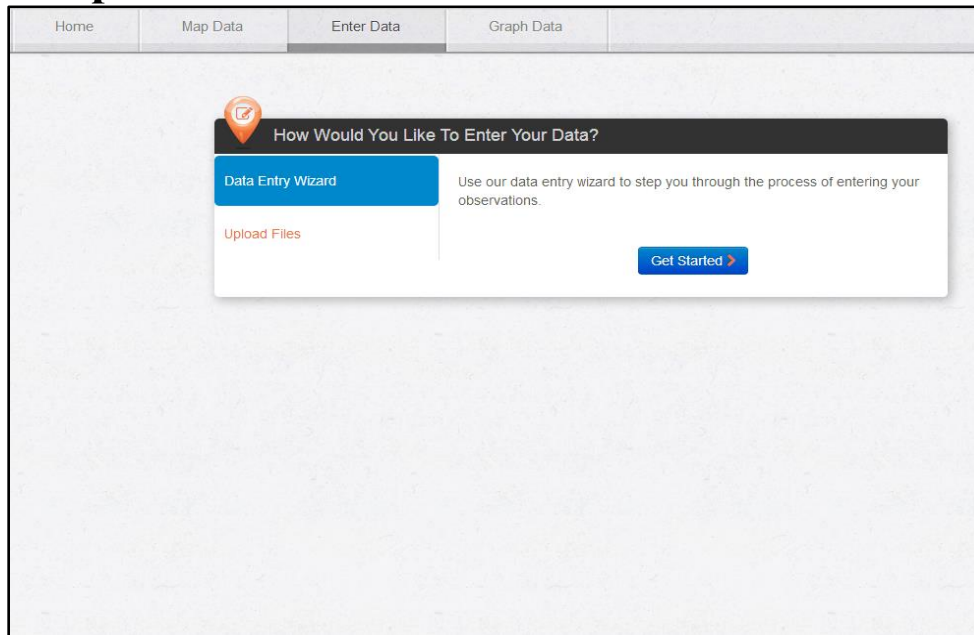 Home Map Data Enter Data Graph Data
How Would You Like To Enter Your Data?
Data Entry Wizard
Use our data entry wizard to step you through the process of entering your
observations.
Upload Files
Get Started